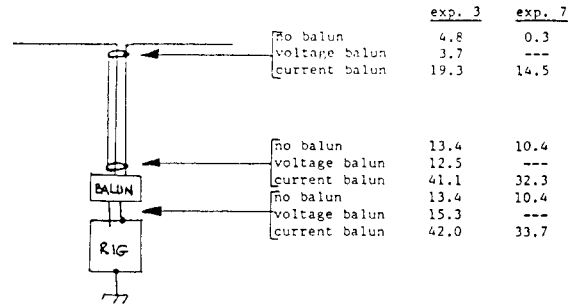 exp. 3 exp. 7
no balun 4.8 0.3
voltage balun 3.7 ---
current balun 19.3 14.5
no balun 13.4 10.4
voltage balun 12.5 ---
current balun 41.1 32.3
no balun 13.4 10.4
voltage balun 15.3 ---
current balun 42.0 33.7
BALUN
RIG